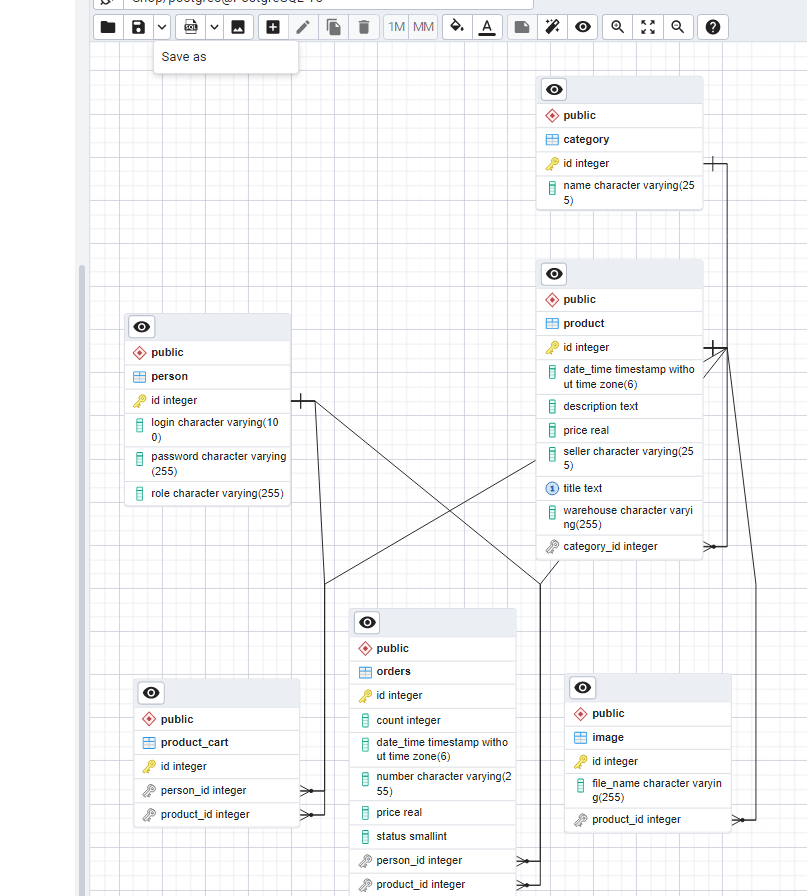 Shop/postgres@PostgreSQL 15
SQL
1M
MM
A
Save as
public
category
id integer
name character varying(25
5)
public
product
id integer
date_time timestamp witho
ut time zone(6)
description text
price real
seller character varying(25
5)
title text
warehouse character varyi
ng(255)
category_id integer
public
person
id integer
login character varying(10
0)
password character varying
(255)
role character varying(255)
public
orders
id integer
count integer
date_time timestamp witho
ut time zone(6)
number character varying(2
55)
price real
status smallint
person_id integer
product_id integer
public
product_cart
id integer
person_id integer
product_id integer
public
image
id integer
file_name character varyin
g(255)
product_id integer